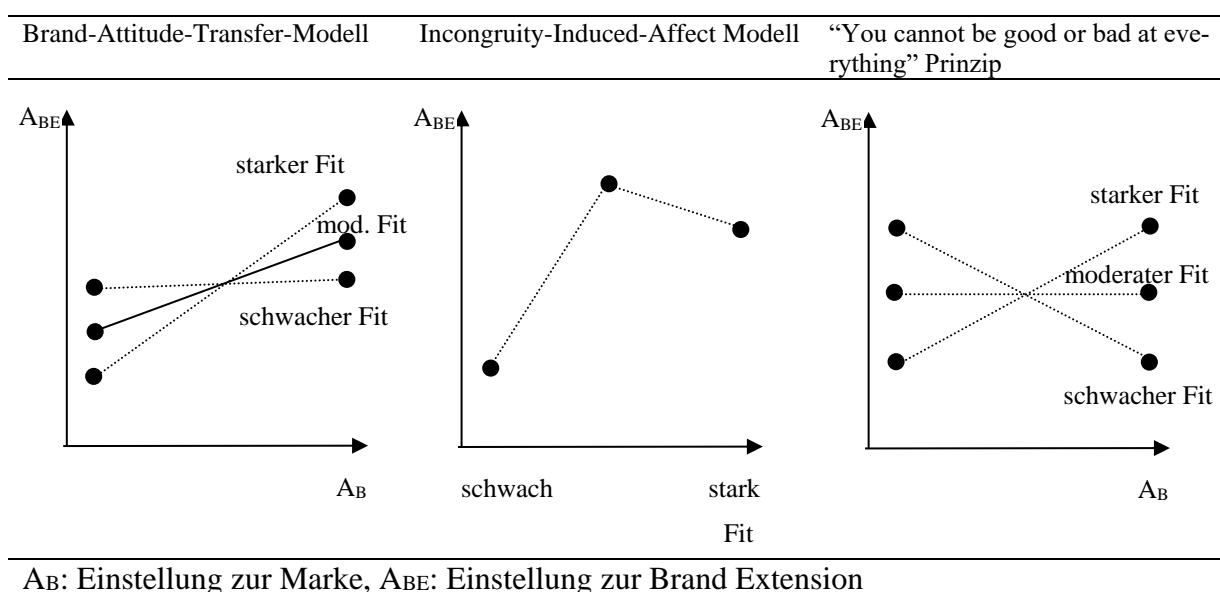 Brand-Attitude-Transfer-Modell
Incongruity-Induced-Affect Modell
“You cannot be good or bad at eve-
rything” Prinzip
ABE
starker Fit
mod. Fit
schwacher Fit
AB
ABE
schwach
stark
Fit
ABE
starker Fit
moderater Fit
schwacher Fit
AB
AB: Einstellung zur Marke, ABE: Einstellung zur Brand Extension